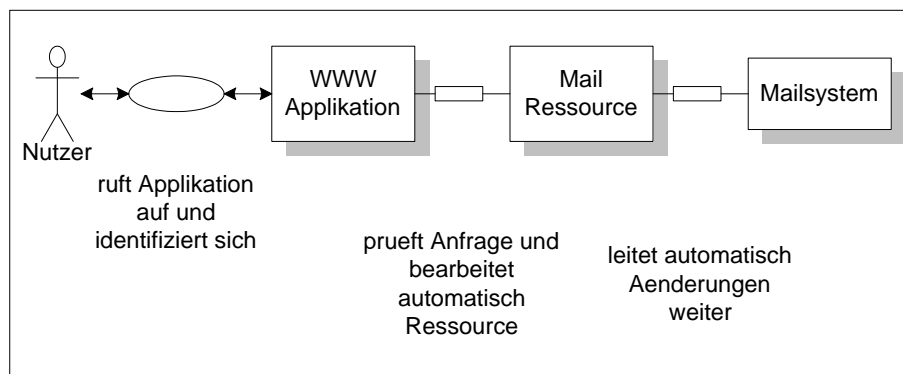 Nutzer
WWW
Applikation
Mail
Ressource
Mailsystem
ruft Applikation
auf und
identifiziert sich
prueft Anfrage und
bearbeitet
automatisch
Ressource
leitet automatisch
Aenderungen
weiter